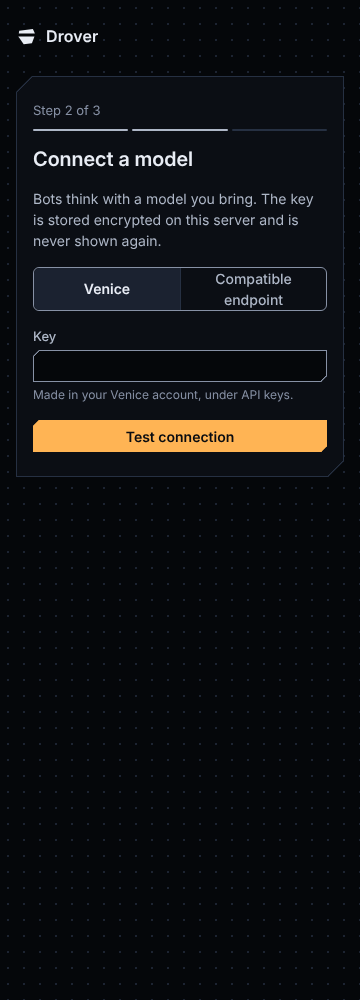 Drover
Step 2 of 3
Connect a model
Bots think with a model you bring. The key
is stored encrypted on this server and is
never shown again.
Venice
Compatible
endpoint
Key
Made in your Venice account, under API keys.
Test connection